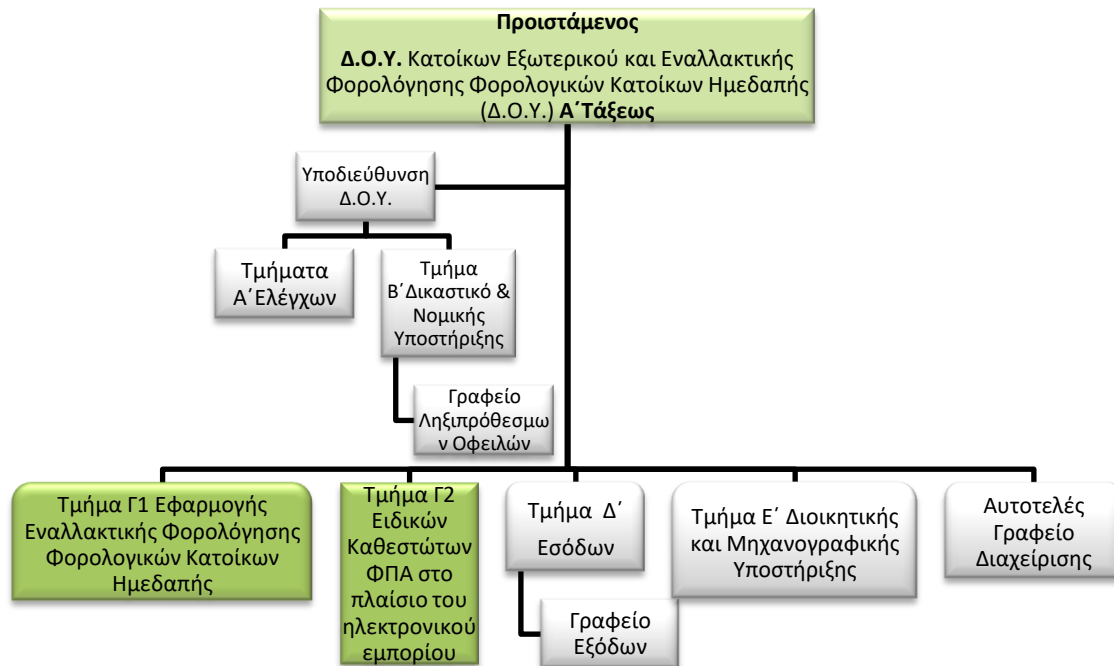 Προιστάμενος
Δ.Ο.Υ. Κατοίκων Εξωτερικού και Εναλλακτικής
Φορολόγησης Φορολογικών Κατοίκων Ημεδαπής
(Δ.Ο.Υ.) Α΄Τάξεως
Υποδιεύθυνση
Δ.Ο.Υ.
Τμήματα
Α΄Ελέγχων
Τμήμα
Β΄Δικαστικό &
Νομικής
Υποστήριξης
Γραφείο
Ληξιπρόθεσμω
ν Οφειλών
Τμήμα Γ1 Εφαρμογής
Εναλλακτικής Φορολόγησης
Φορολογικών Κατοίκων
Ημεδαπής
Τμήμα Γ2
Ειδικών
Καθεστώτων
ΦΠΑ στο
πλαίσιο του
ηλεκτρονικού
εμπορίου
Τμήμα Δ΄
Εσόδων
Γραφείο
Εξόδων
Τμήμα Ε΄ Διοικητικής
και Μηχανογραφικής
Υποστήριξης
Αυτοτελές
Γραφείο
Διαχείρισης